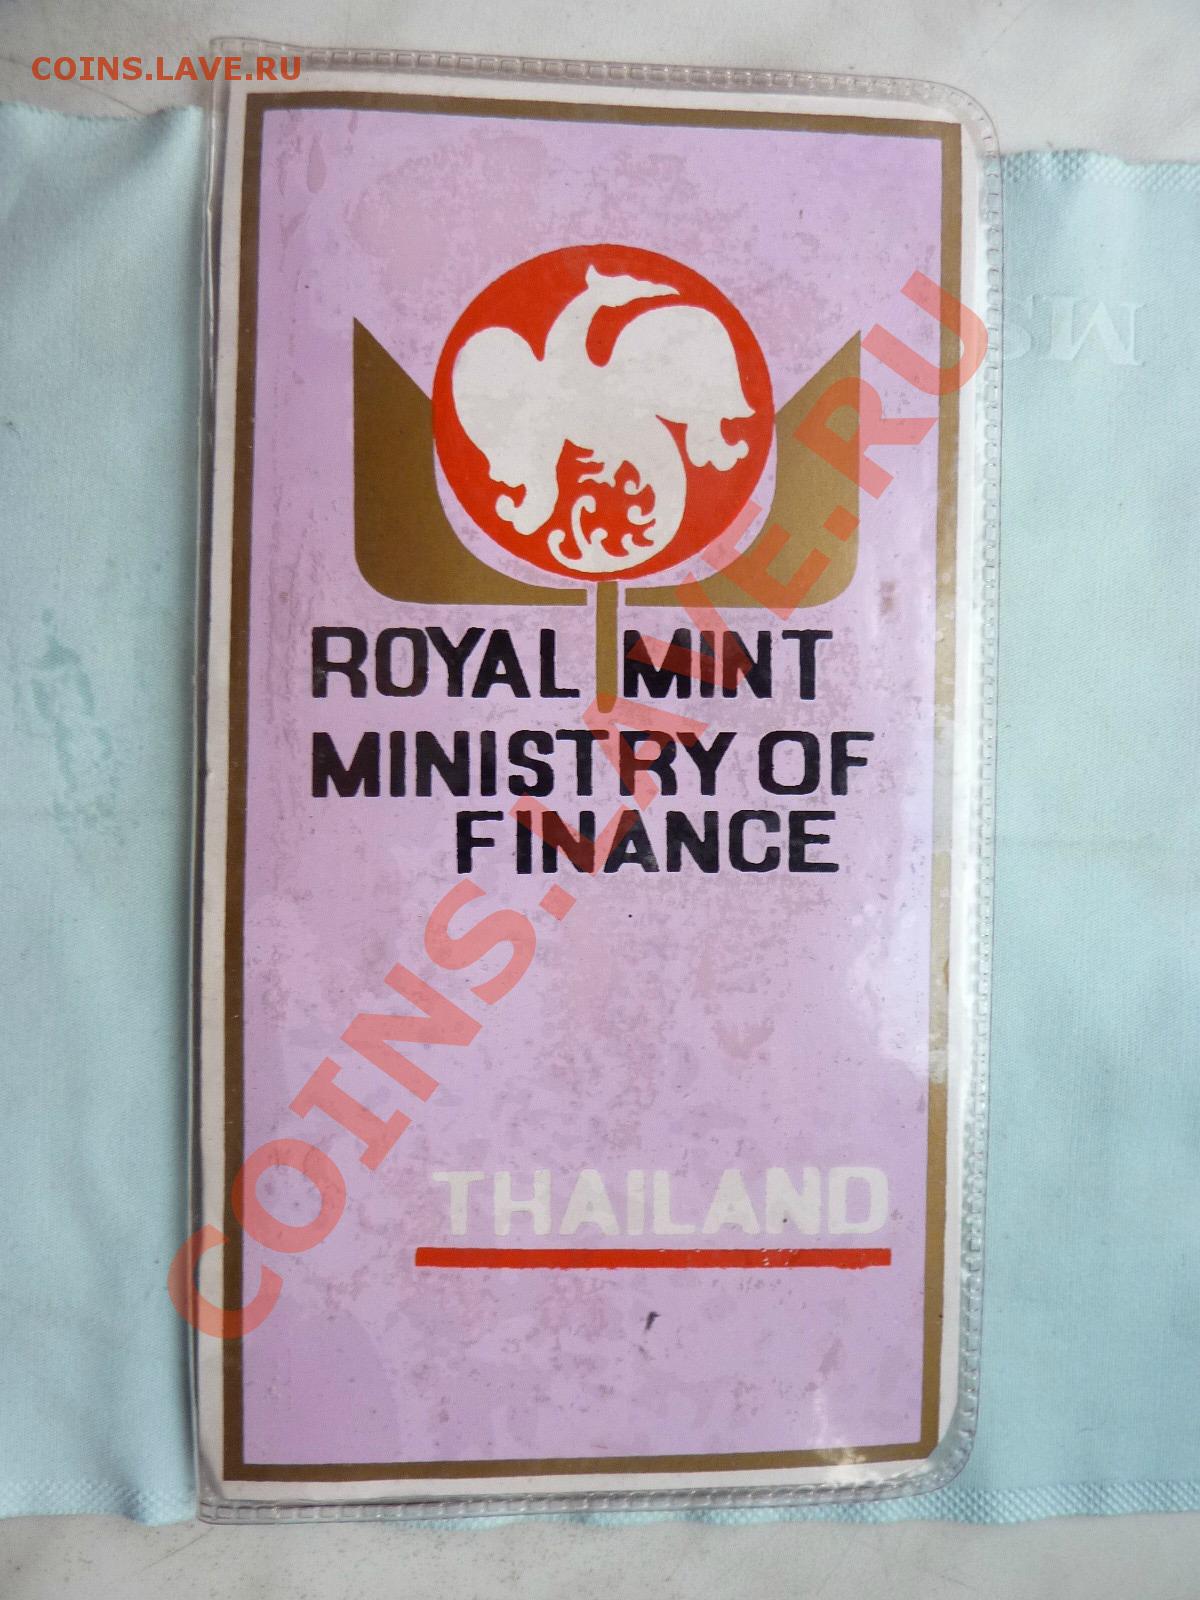 COINS.LAVE.RU
ROYAL MINT
MINISTRY OF
FINANCE
THAILAND
COINS.LAVE.RU